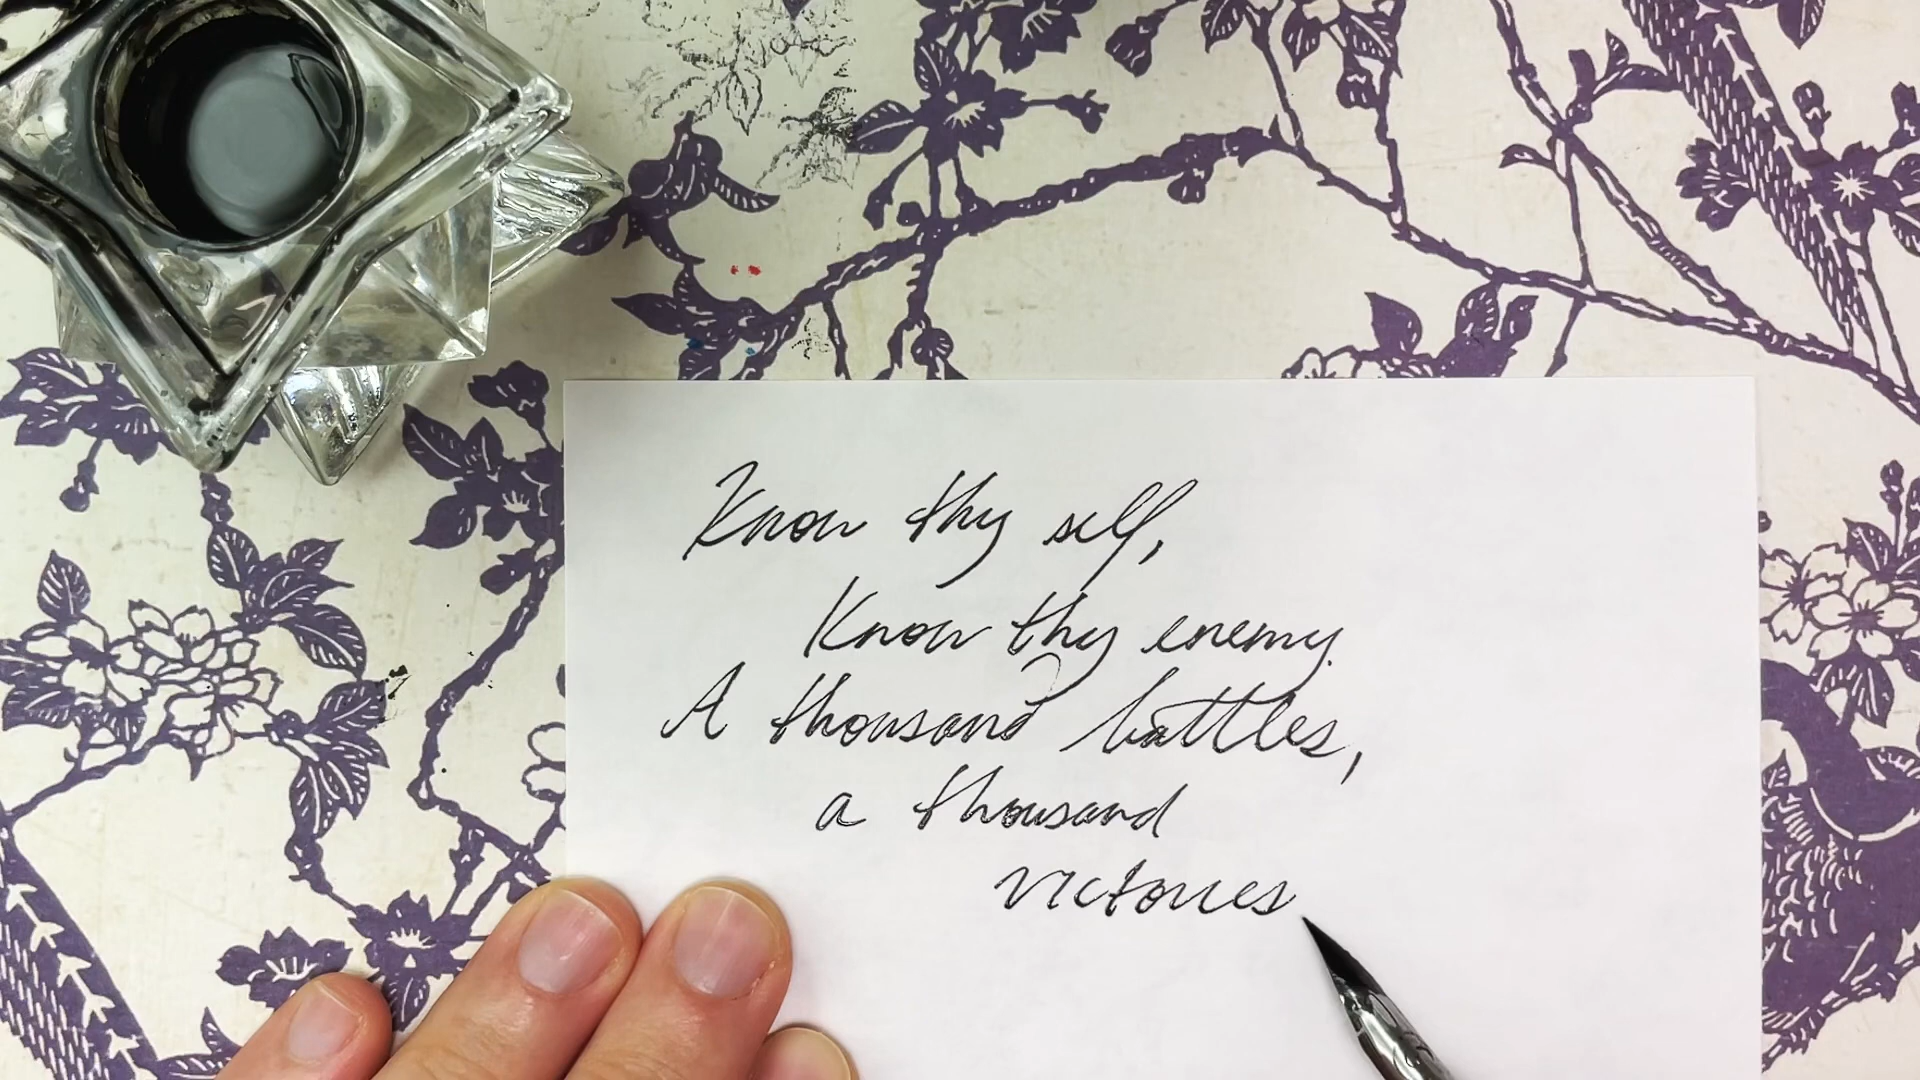 Know thy self,
Know thy enemy.
A thousand battles,
a thousand
victories